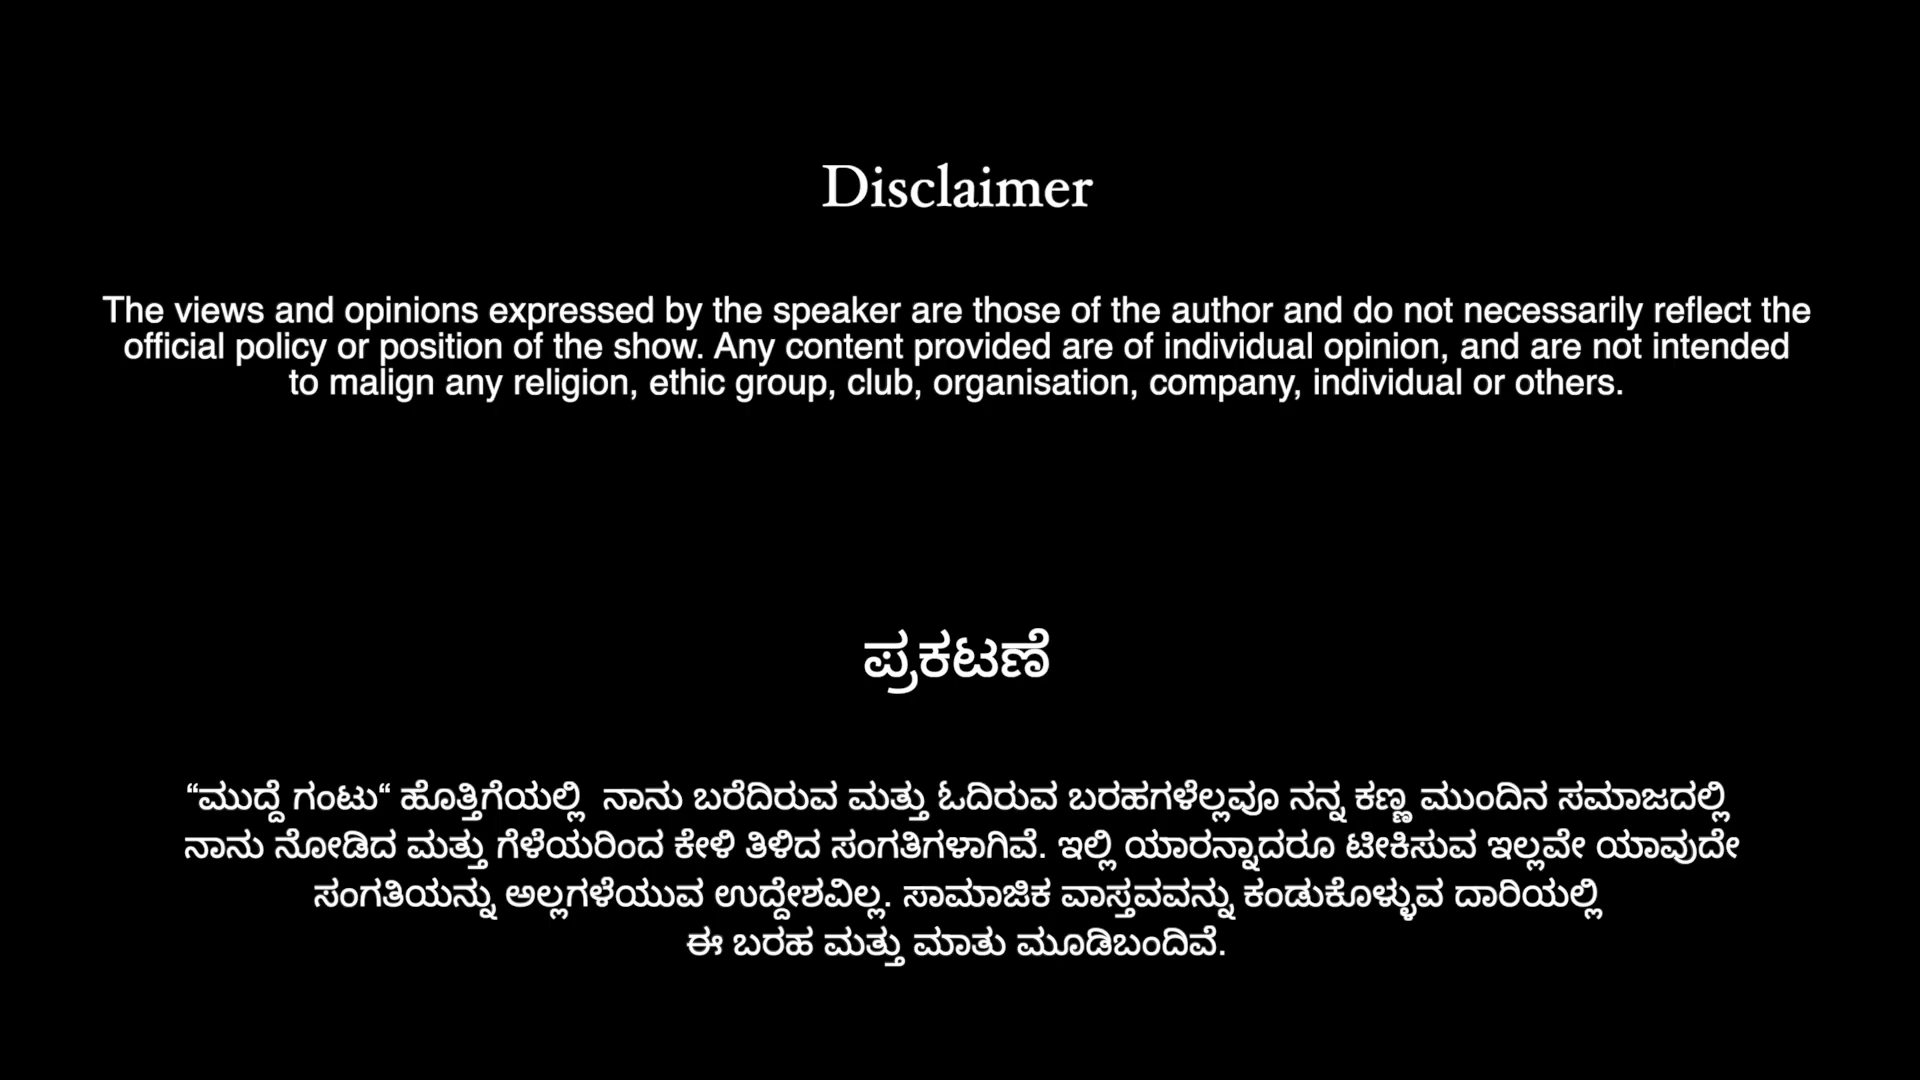 Disclaimer
The views and opinions expressed by the speaker are those of the author and do not necessarily reflect the
official policy or position of the show. Any content provided are of individual opinion, and are not intended
to malign any religion, ethic group, club, organisation, company, individual or others.
ಪ್ರಕಟಣೆ
“ಮುದ್ದೆ ಗಂಟು“ ಹೊತ್ತಿಗೆಯಲ್ಲಿ ನಾನು ಬರೆದಿರುವ ಮತ್ತು ಓದಿರುವ ಬರಹಗಳೆಲ್ಲವೂ ನನ್ನ ಕಣ್ಣ ಮುಂದಿನ ಸಮಾಜದಲ್ಲಿ
ನಾನು ನೋಡಿದ ಮತ್ತು ಗೆಳೆಯರಿಂದ ಕೇಳಿ ತಿಳಿದ ಸಂಗತಿಗಳಾಗಿವೆ. ಇಲ್ಲಿ ಯಾರನ್ನಾದರೂ ಟೀಕಿಸುವ ಇಲ್ಲವೇ ಯಾವುದೇ
ಸಂಗತಿಯನ್ನು ಅಲ್ಲಗಳೆಯುವ ಉದ್ದೇಶವಿಲ್ಲ. ಸಾಮಾಜಿಕ ವಾಸ್ತವವನ್ನು ಕಂಡುಕೊಳ್ಳುವ ದಾರಿಯಲ್ಲಿ
ಈ ಬರಹ ಮತ್ತು ಮಾತು ಮೂಡಿಬಂದಿವೆ.